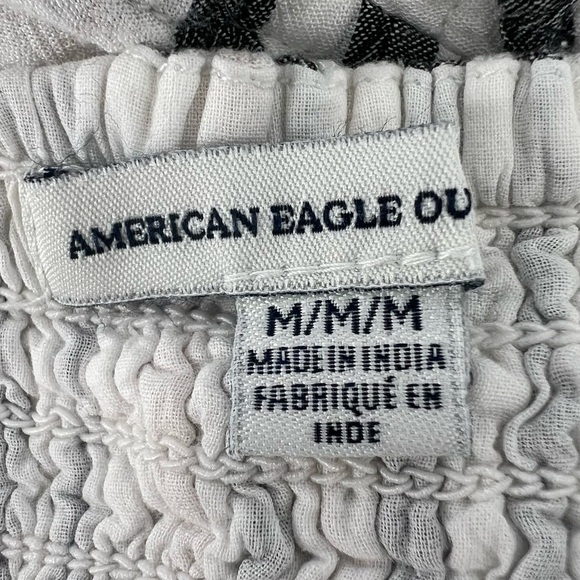 AMERICAN EAGLE OU
M/M/M
MADE IN INDIA
FABRIQUÉ EN
INDE